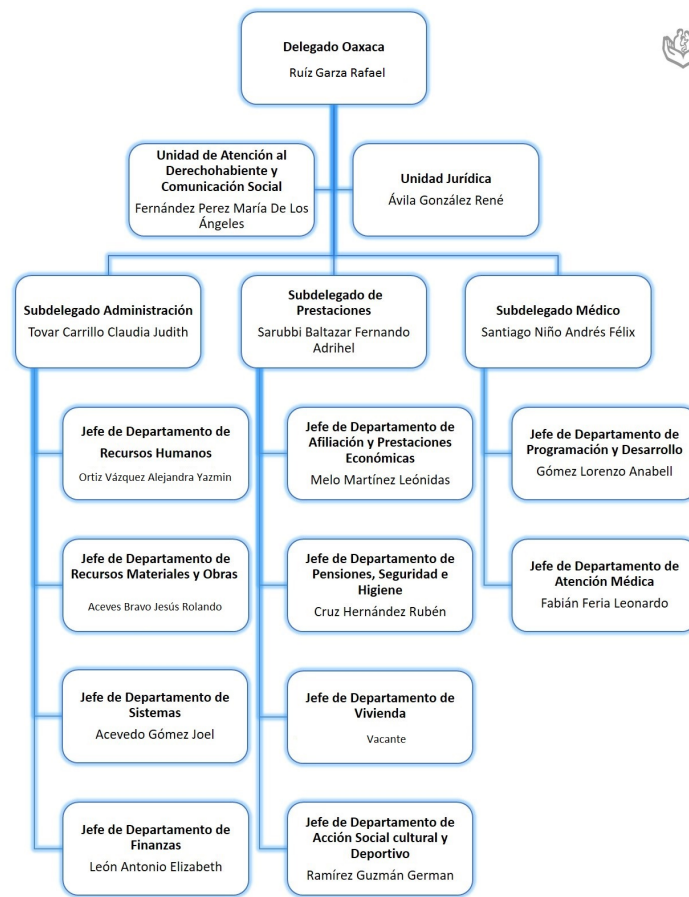 Delegado Oaxaca
Ruíz Garza Rafael
Unidad de Atención al
Derechohabiente y
Comunicación Social
Fernández Perez María De Los
Ángeles
Unidad Jurídica
Ávila González René
Subdelegado Administración
Tovar Carrillo Claudia Judith
Subdelegado de
Prestaciones
Sarubbi Baltazar Fernando
Adrihel
Subdelegado Médico
Santiago Niño Andrés Félix
Jefe de Departamento de
Recursos Humanos
Ortiz Vázquez Alejandra Yazmin
Jefe de Departamento de
Afiliación y Prestaciones
Económicas
Melo Martínez Leónidas
Jefe de Departamento de
Programación y Desarrollo
Gómez Lorenzo Anabell
Jefe de Departamento de
Recursos Materiales y Obras
Aceves Bravo Jesús Rolando
Jefe de Departamento de
Pensiones, Seguridad e
Higiene
Cruz Hernández Rubén
Jefe de Departamento de
Atención Médica
Fabián Feria Leonardo
Jefe de Departamento de
Sistemas
Acevedo Gómez Joel
Jefe de Departamento de
Vivienda
Vacante
Jefe de Departamento de
Finanzas
León Antonio Elizabeth
Jefe de Departamento de
Acción Social cultural y
Deportivo
Ramírez Guzmán German